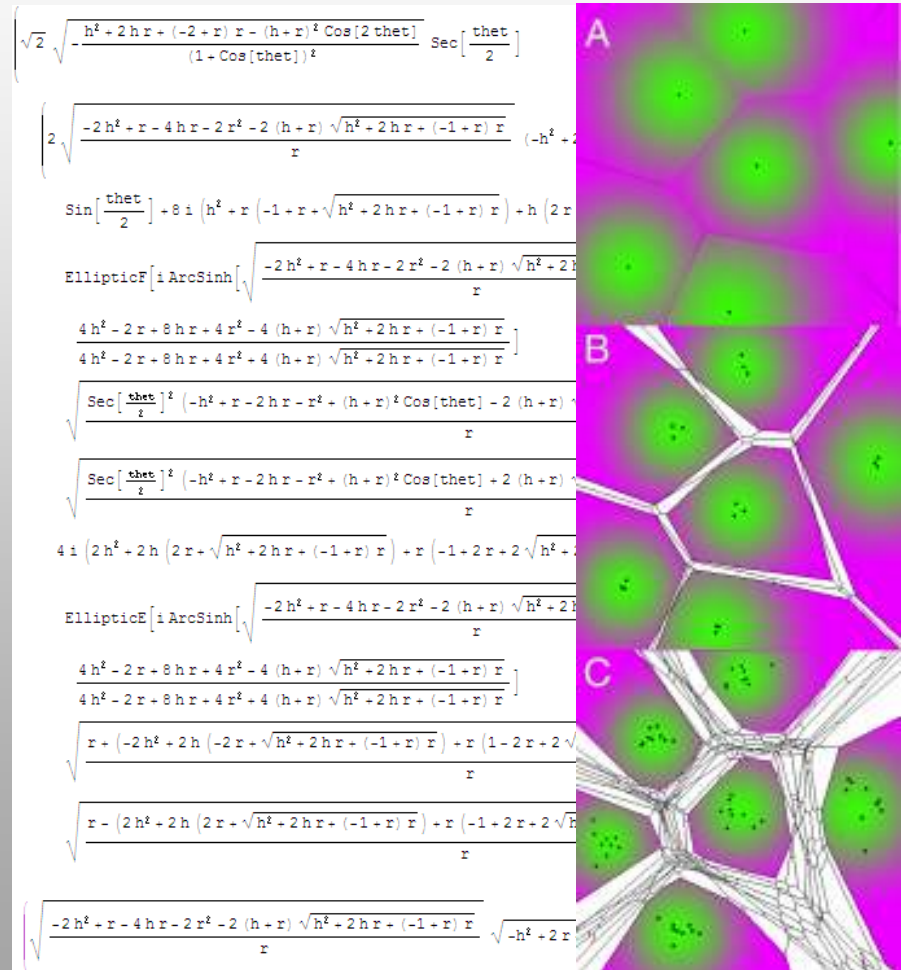 (√2 √(-(h² + 2 h r + (-2 + r) r - (h + r)² Cos[2 thet])/(1 + Cos[thet])²) Sec[thet/2]
(2 √((-2 h² + r - 4 h r - 2 r² - 2 (h + r) √(h² + 2 h r + (-1 + r) r))/r) (-h² + 2
Sin[thet/2] + 8 i (h² + r (-1 + r + √(h² + 2 h r + (-1 + r) r)) + h (2 r
EllipticF[i ArcSinh[√((-2 h² + r - 4 h r - 2 r² - 2 (h + r) √(h² + 2 h
r
(4 h² - 2 r + 8 h r + 4 r² - 4 (h + r) √(h² + 2 h r + (-1 + r) r))/(4 h² - 2 r + 8 h r + 4 r² + 4 (h + r) √(h² + 2 h r + (-1 + r) r))]
√(Sec[thet/2]² (-h² + r - 2 h r - r² + (h + r)² Cos[thet] - 2 (h + r) √
r
√(Sec[thet/2]² (-h² + r - 2 h r - r² + (h + r)² Cos[thet] + 2 (h + r)
r
4 i (2 h² + 2 h (2 r + √(h² + 2 h r + (-1 + r) r)) + r (-1 + 2 r + 2 √(h² +
EllipticE[i ArcSinh[√((-2 h² + r - 4 h r - 2 r² - 2 (h + r) √(h² + 2 h
r
(4 h² - 2 r + 8 h r + 4 r² - 4 (h + r) √(h² + 2 h r + (-1 + r) r))/(4 h² - 2 r + 8 h r + 4 r² + 4 (h + r) √(h² + 2 h r + (-1 + r) r))]
√(r + (-2 h² + 2 h (-2 r + √(h² + 2 h r + (-1 + r) r)) + r (1 - 2 r + 2 √
r
√(r - (2 h² + 2 h (2 r + √(h² + 2 h r + (-1 + r) r)) + r (-1 + 2 r + 2 √h
r
(√((-2 h² + r - 4 h r - 2 r² - 2 (h + r) √(h² + 2 h r + (-1 + r) r))/r) √(-h² + 2 r
A
B
C